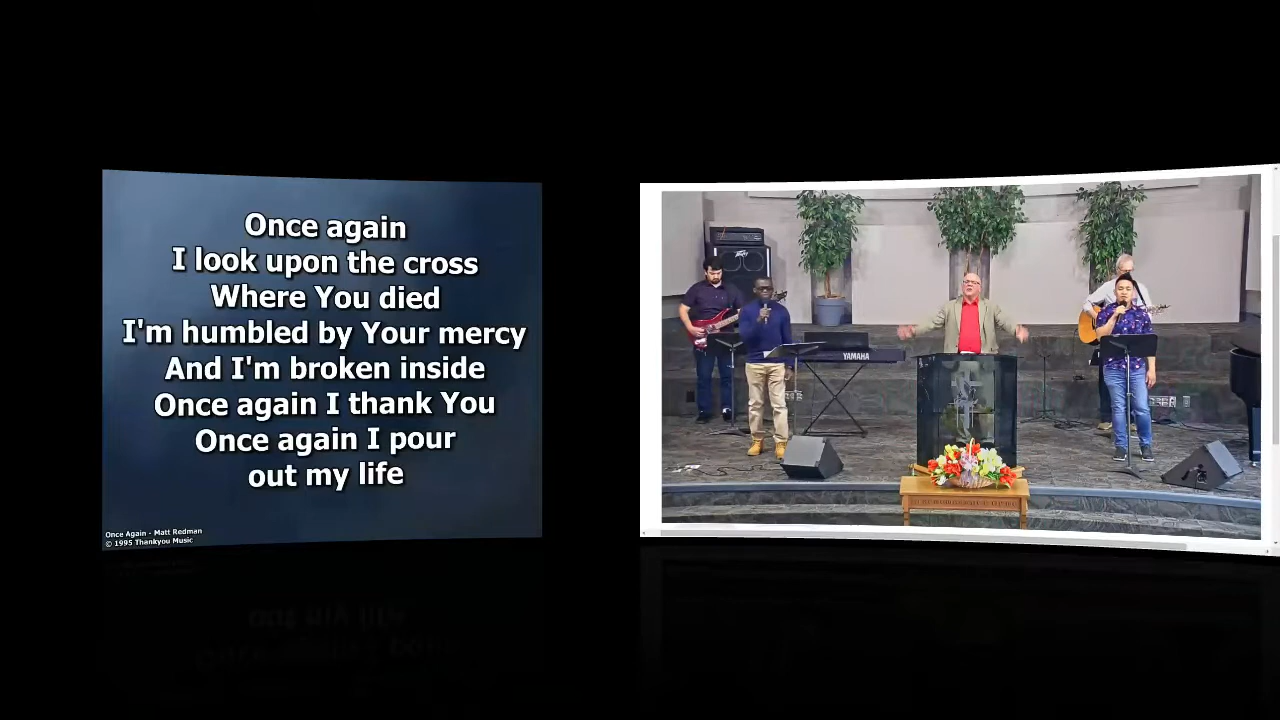 Once again
I look upon the cross
Where You died
I'm humbled by Your mercy
And I'm broken inside
Once again I thank You
Once again I pour
out my life
Once Again - Matt Redman
© 1995 Thankyou Music
PEAVEY
YAMAHA